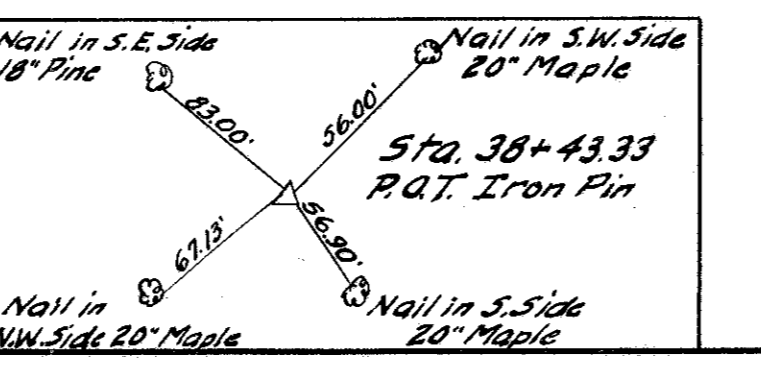 Nail in S.E. Side
18" Pine
Nail in S.W. Side
20" Maple
83.00'
56.00'
Sta. 38+43.33
P.O.T. Iron Pin
67.13'
56.90'
Nail in
N.W. Side 20" Maple
Nail in S. Side
20" Maple